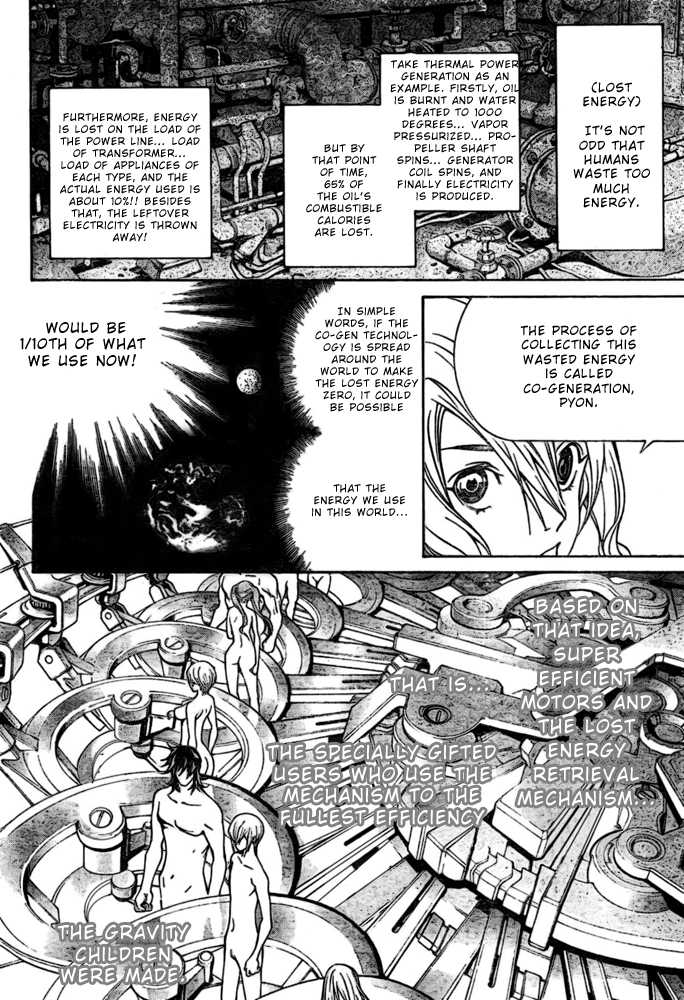 (LOST
ENERGY)
IT'S NOT
ODD THAT
HUMANS
WASTE TOO
MUCH
ENERGY.
TAKE THERMAL POWER
GENERATION AS AN
EXAMPLE. FIRSTLY, OIL
IS BURNT AND WATER
HEATED TO 1000
DEGREES... VAPOR
PRESSURIZED... PRO-
PELLER SHAFT
SPINS... GENERATOR
COIL SPINS, AND
FINALLY ELECTRICITY
IS PRODUCED.
BUT BY
THAT POINT
OF TIME,
65% OF
THE OIL'S
COMBUSTIBLE
CALORIES
ARE LOST.
FURTHERMORE, ENERGY
IS LOST ON THE LOAD OF
THE POWER LINE... LOAD
OF TRANSFORMER...
LOAD OF APPLIANCES OF
EACH TYPE, AND THE
ACTUAL ENERGY USED IS
ABOUT 10%!! BESIDES
THAT, THE LEFTOVER
ELECTRICITY IS THROWN
AWAY!
THE PROCESS OF
COLLECTING THIS
WASTED ENERGY
IS CALLED
CO-GENERATION,
PYON.
IN SIMPLE
WORDS, IF THE
CO-GEN TECHNOL-
OGY IS SPREAD
AROUND THE
WORLD TO MAKE
THE LOST ENERGY
ZERO, IT COULD
BE POSSIBLE
THAT THE
ENERGY WE USE
IN THIS WORLD...
WOULD BE
1/10TH OF WHAT
WE USE NOW!
BASED ON
THAT IDEA,
SUPER
EFFICIENT
MOTORS AND
THE LOST
ENERGY
RETRIEVAL
MECHANISM...
THAT IS...
THE SPECIALLY GIFTED
USERS WHO USE THE
MECHANISM TO THE
FULLEST EFFICIENCY
THE GRAVITY
CHILDREN
WERE MADE...